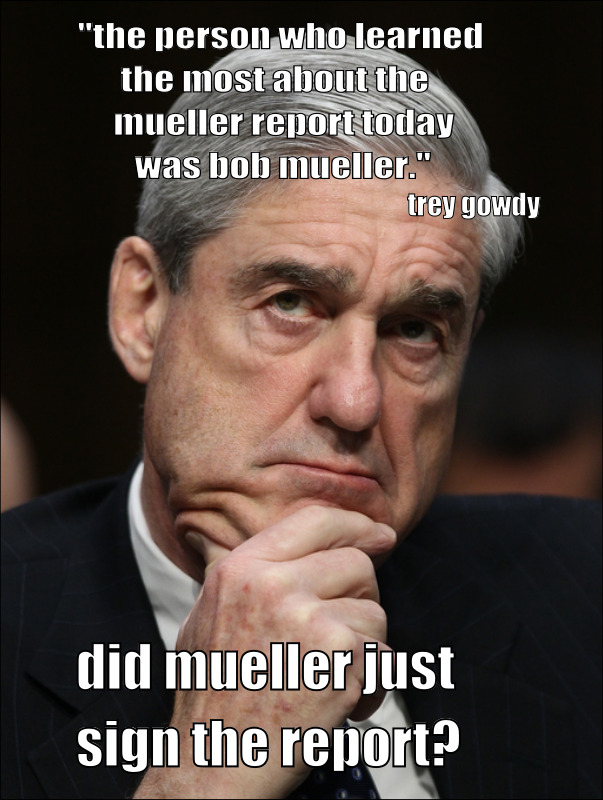 "the person who learned
the most about the
mueller report today
was bob mueller."
trey gowdy
did mueller just
sign the report?